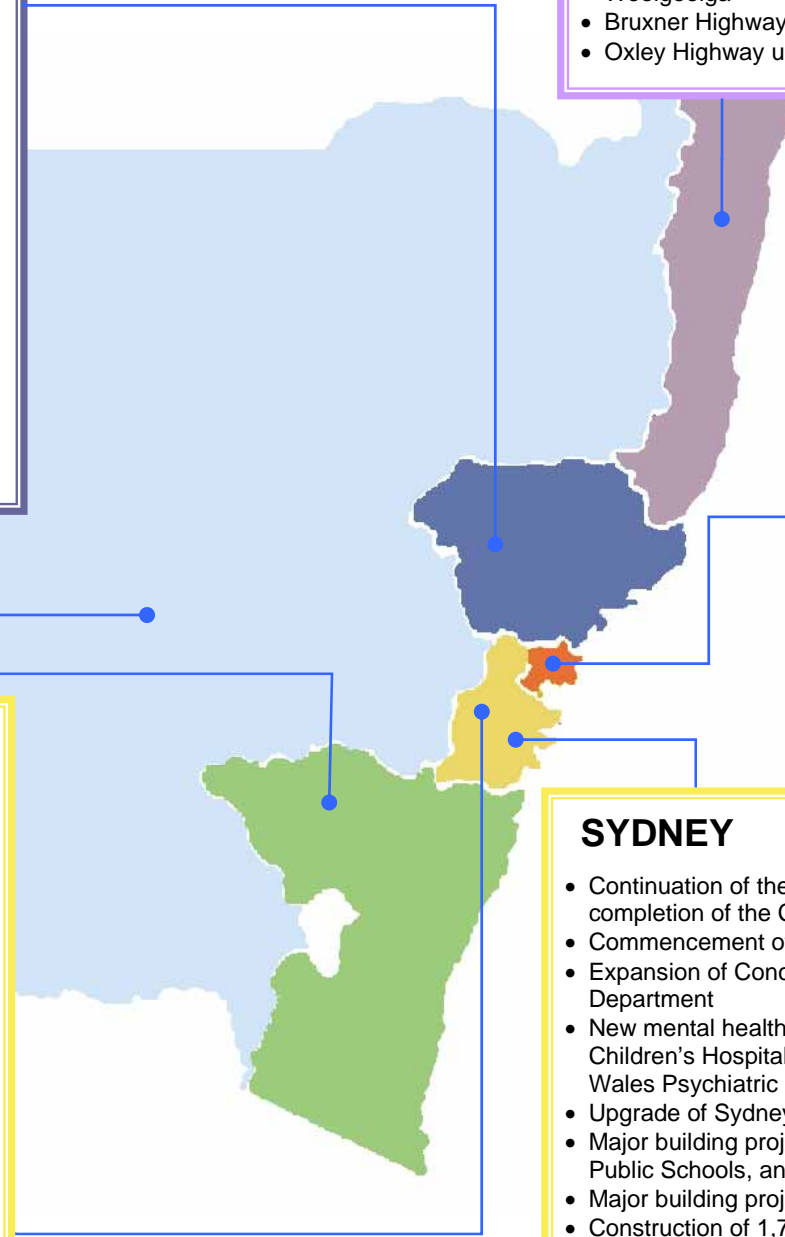 • Bruxner Highway
• Oxley Highway u
SYDNEY
• Continuation of the
completion of the C
• Commencement o
• Expansion of Conc
Department
• New mental health
Children's Hospital
Wales Psychiatric
• Upgrade of Sydney
• Major building proj
Public Schools, an
• Major building proj
• Construction of 1,7